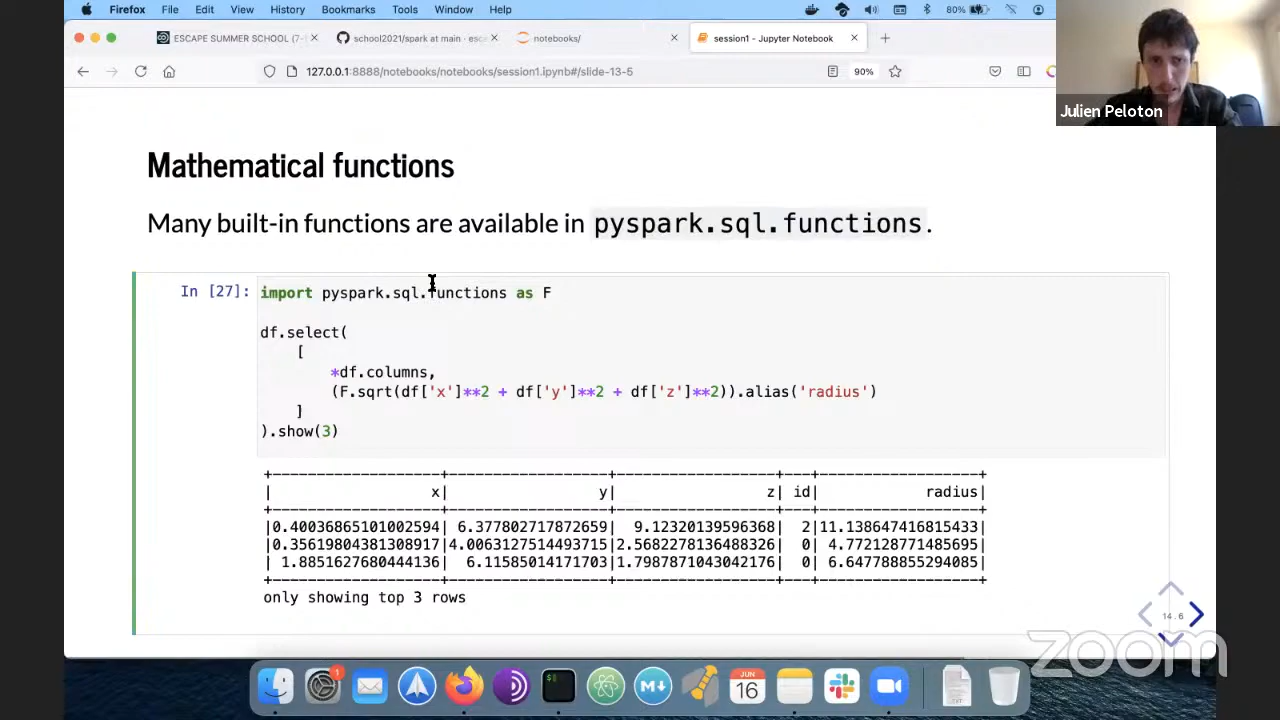 Firefox File Edit View History Bookmarks Tools Window Help 80%
ESCAPE SUMMER SCHOOL (7- school2021/spark at main · esca notebooks/ session1 - Jupyter Notebook
127.0.0.1:8888/notebooks/notebooks/session1.ipynb#/slide-13-5 90%
Julien Peloton
Mathematical functions
Many built-in functions are available in pyspark.sql.functions.
In [27]: import pyspark.sql.functions as F
df.select(
[
*df.columns,
(F.sqrt(df['x']**2 + df['y']**2 + df['z']**2)).alias('radius')
]
).show(3)
+------------------+------------------+------------------+---+------------------+
| x| y| z| id| radius|
+------------------+------------------+------------------+---+------------------+
|0.40036865101002594| 6.377802717872659| 9.12320139596368| 2|11.138647416815433|
|0.35619804381308917|4.0063127514493715|2.5682278136488326| 0| 4.772128771485695|
| 1.8851627680444136| 6.11585014171703|1.7987871043042176| 0| 6.647788855294085|
+------------------+------------------+------------------+---+------------------+
only showing top 3 rows
14.6
zoom
1
JUN
16